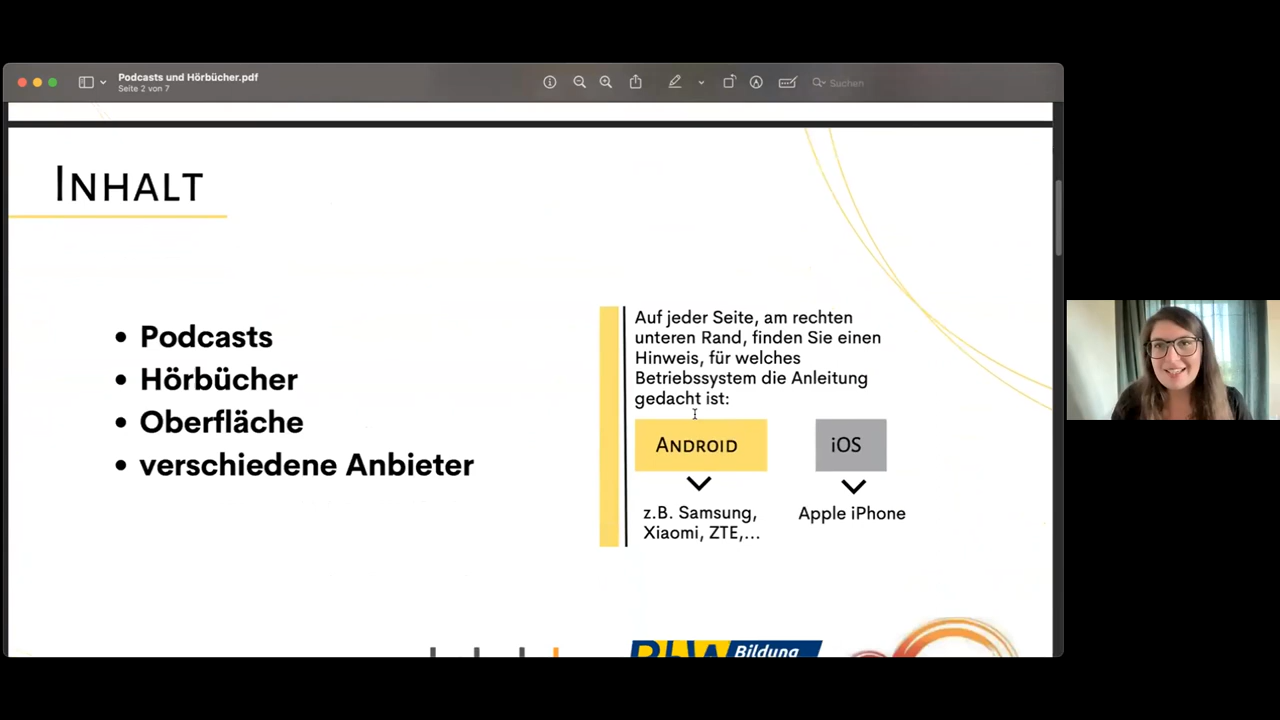 Podcasts und Hörbücher.pdf
Seite 2 von 7
Suchen
INHALT
• Podcasts
• Hörbücher
• Oberfläche
• verschiedene Anbieter
Auf jeder Seite, am rechten
unteren Rand, finden Sie einen
Hinweis, für welches
Betriebssystem die Anleitung
gedacht ist:
ANDROID
iOS
z.B. Samsung,
Xiaomi, ZTE,...
Apple iPhone
BhW Bildung